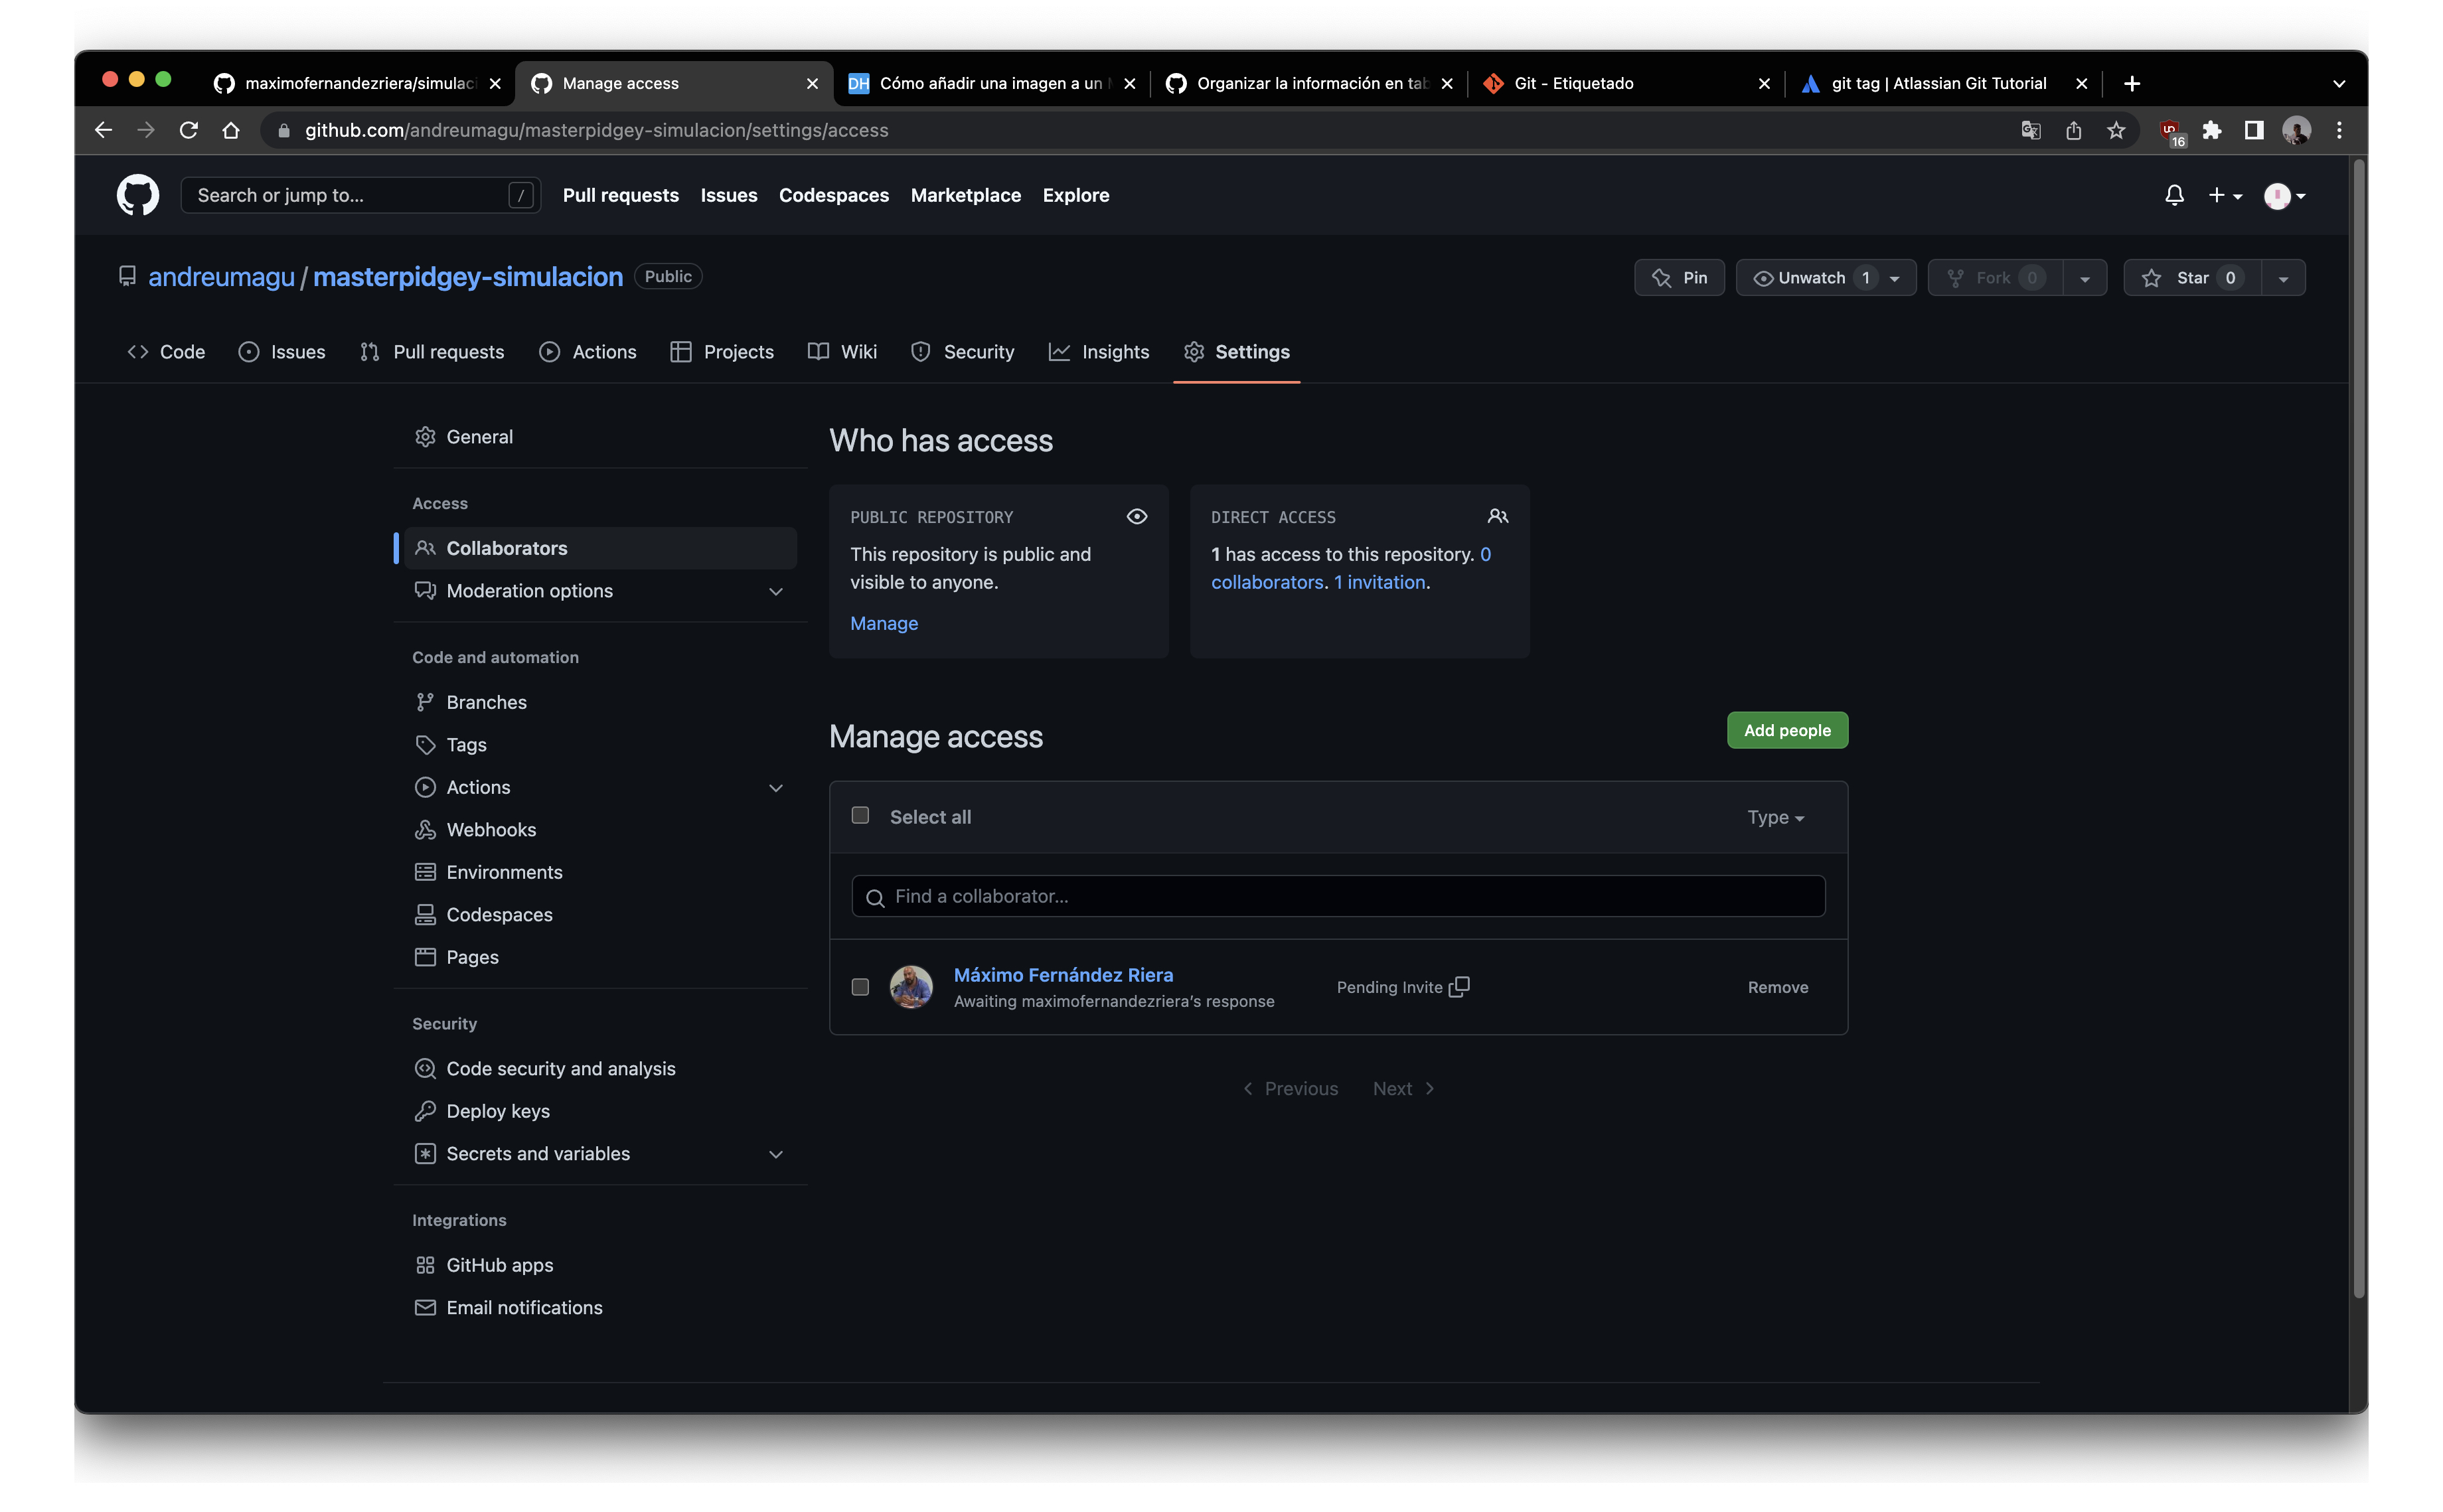 maximofernandezriera/simulac
Manage access
DH Cómo añadir una imagen a un
Organizar la información en tab
Git - Etiquetado
git tag | Atlassian Git Tutorial
github.com/andreumagu/masterpidgey-simulacion/settings/access
16
Search or jump to... /
Pull requests Issues Codespaces Marketplace Explore
andreumagu / masterpidgey-simulacion Public
Pin Unwatch 1 Fork 0 Star 0
Code Issues Pull requests Actions Projects Wiki Security Insights Settings
General
Access
Collaborators
Moderation options
Code and automation
Branches
Tags
Actions
Webhooks
Environments
Codespaces
Pages
Security
Code security and analysis
Deploy keys
Secrets and variables
Integrations
GitHub apps
Email notifications
Who has access
PUBLIC REPOSITORY
This repository is public and
visible to anyone.
Manage
DIRECT ACCESS
1 has access to this repository. 0
collaborators. 1 invitation.
Manage access
Add people
Select all Type
Find a collaborator...
Máximo Fernández Riera
Awaiting maximofernandezriera's response
Pending Invite
Remove
Previous Next